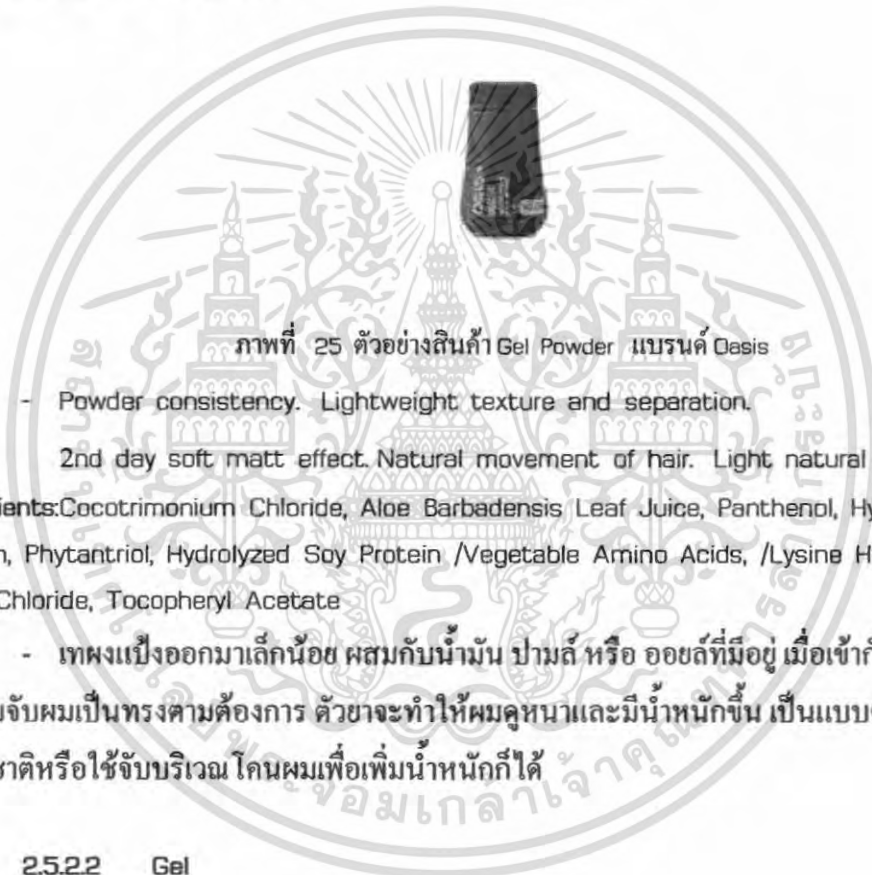 ภาพที่ 25 ตัวอย่างสินค้า Gel Powder แบรนด์ Oasis
- Powder consistency. Lightweight texture and separation.
2nd day soft matt effect. Natural movement of hair. Light natural
ients:Cocotrimonium Chloride, Aloe Barbadensis Leaf Juice, Panthenol, Hy
n, Phytantriol, Hydrolyzed Soy Protein /Vegetable Amino Acids, /Lysine H
Chloride, Tocopheryl Acetate
- เทผงแป้งออกมาเล็กน้อย ผสมกับน้ำมัน ปามล์ หรือ ออยล์ที่มีอยู่ เมื่อเข้ากั
จับผมเป็นทรงตามต้องการ ตัวยาจะทำให้ผมดูหนาและมีน้ำหนักขึ้น เป็นแบบ
ชาติหรือใช้จับบริเวณโคนผมเพื่อเพิ่มน้ำหนักก็ได้
2.5.2.2 Gel